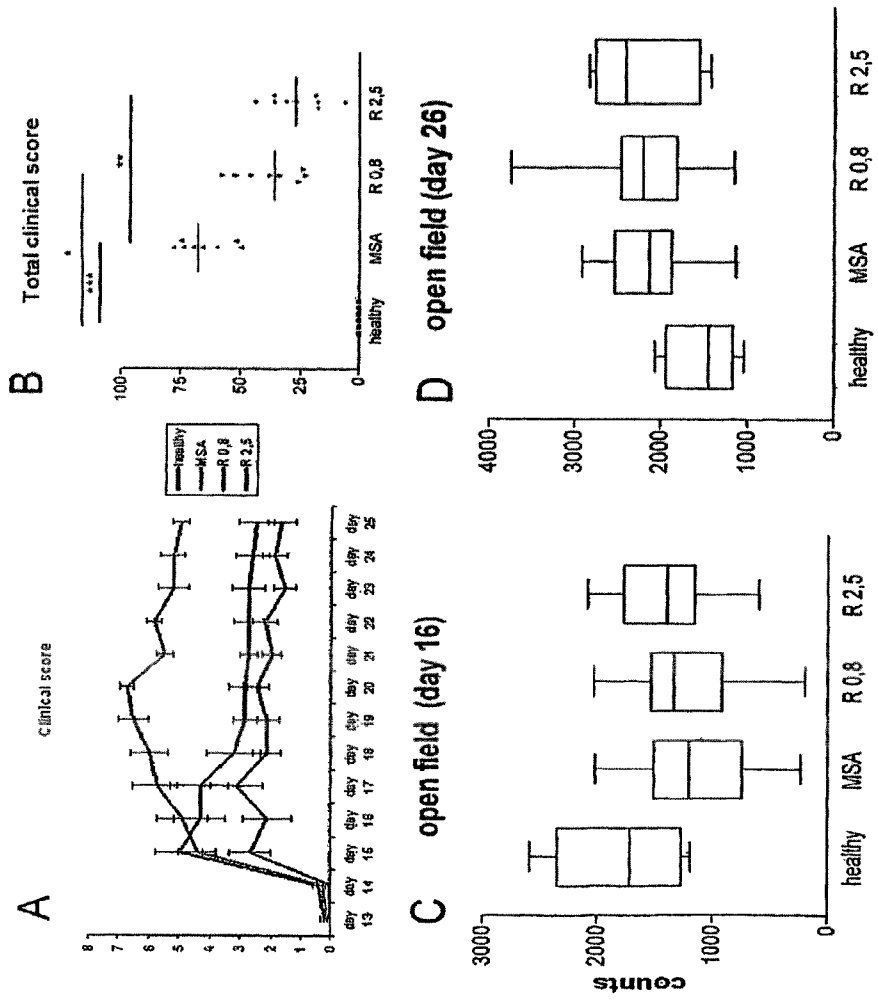 A
Clinical score
8
7
6
5
4
3
2
1
0
day 13
day 14
day 15
day 16
day 17
day 18
day 19
day 20
day 21
day 22
day 23
day 24
day 25
healthy
MSA
R 0,8
R 2,5
B
Total clinical score
*
***
**
100
75
50
25
0
healthy
MSA
R 0,8
R 2,5
C
open field (day 16)
counts
3000
2000
1000
0
healthy
MSA
R 0,8
R 2,5
D
open field (day 26)
4000
3000
2000
1000
0
healthy
MSA
R 0,8
R 2,5